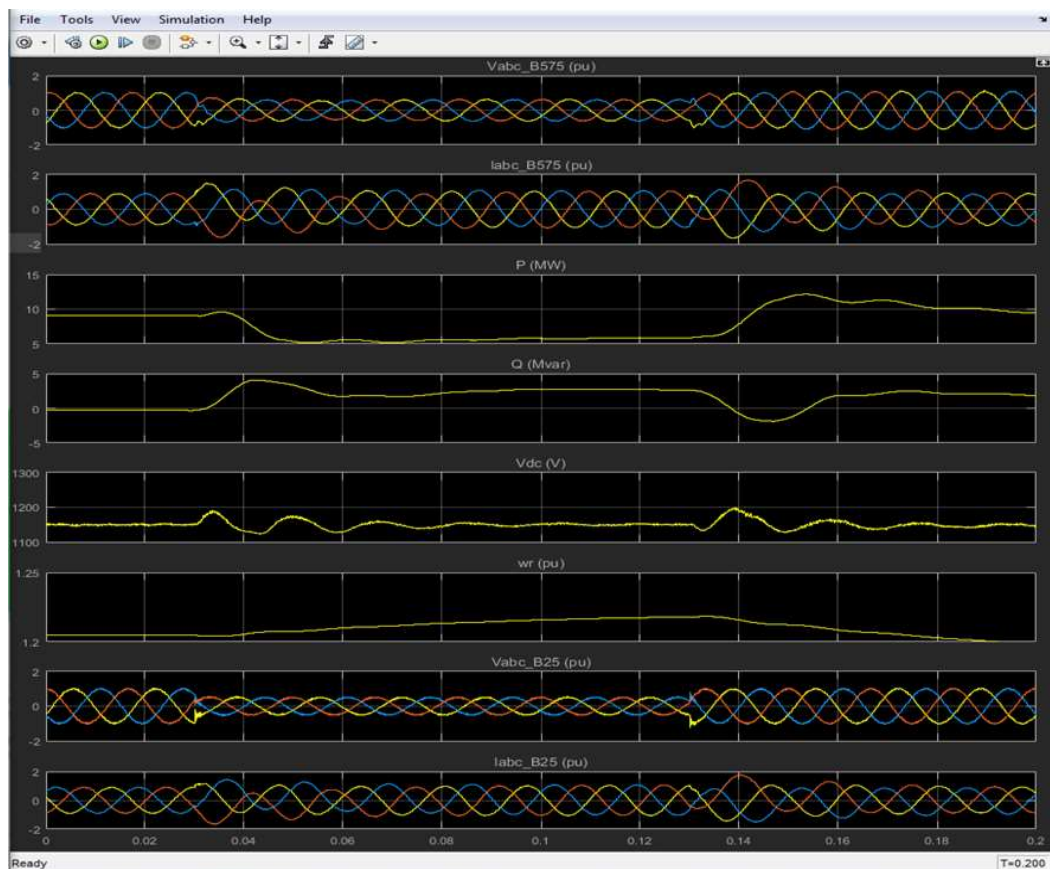 File Tools View Simulation Help
Vabc_B575 (pu)
2
0
-2
Iabc_B575 (pu)
2
0
-2
P (MW)
15
10
5
Q (Mvar)
5
0
-5
Vdc (V)
1300
1200
1100
wr (pu)
1.25
1.2
Vabc_B25 (pu)
2
0
-2
Iabc_B25 (pu)
2
0
-2
0 0.02 0.04 0.06 0.08 0.1 0.12 0.14 0.16 0.18 0.2
Ready T=0.200